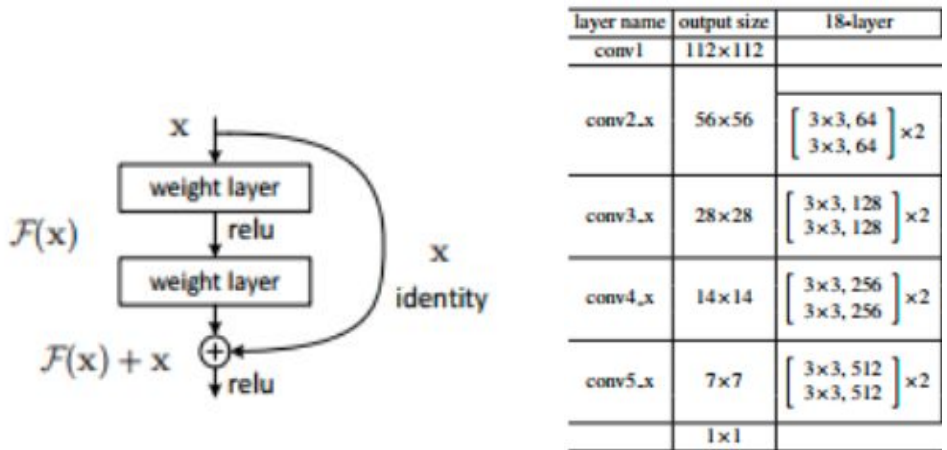 x
weight layer
F(x)
relu
x
weight layer
identity
F(x) + x
relu
layer name output size 18-layer
conv1 112×112
conv2_x 56×56 [ 3×3, 64
3×3, 64 ] ×2
conv3_x 28×28 [ 3×3, 128
3×3, 128 ] ×2
conv4_x 14×14 [ 3×3, 256
3×3, 256 ] ×2
conv5_x 7×7 [ 3×3, 512
3×3, 512 ] ×2
1×1